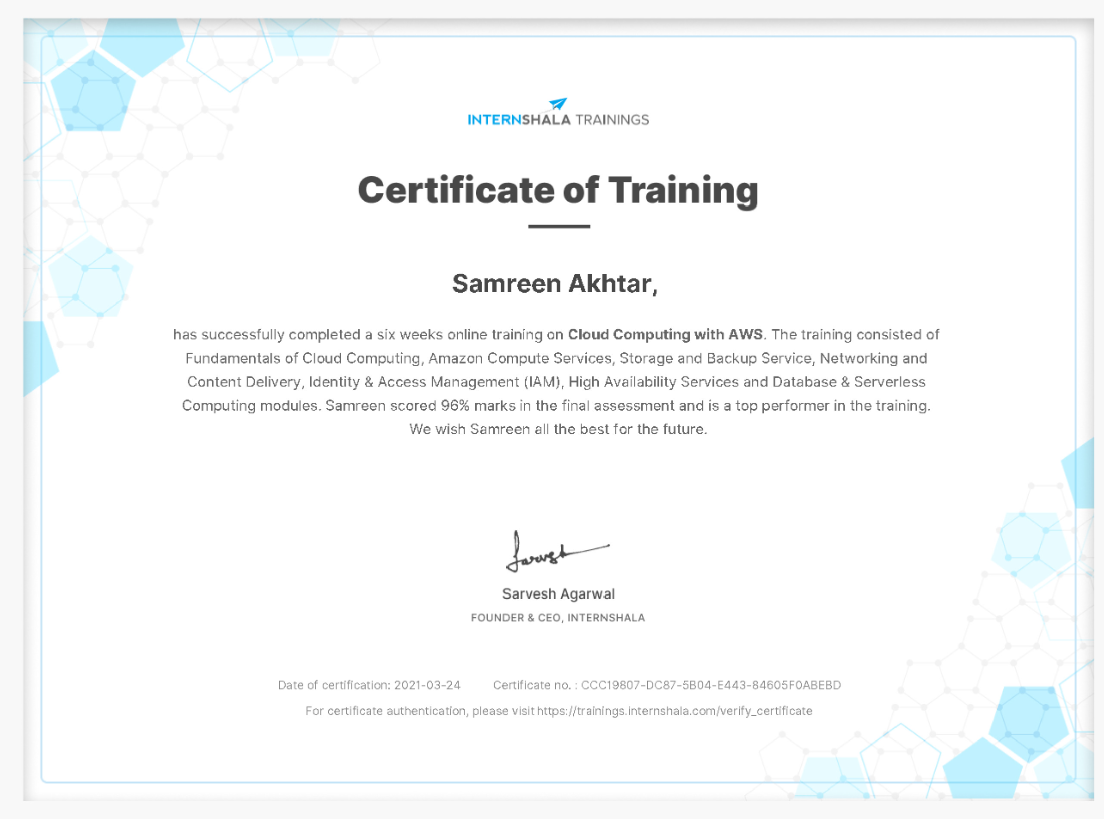 INTERNSHALA TRAININGS
Certificate of Training
Samreen Akhtar,
has successfully completed a six weeks online training on Cloud Computing with AWS. The training consisted of
Fundamentals of Cloud Computing, Amazon Compute Services, Storage and Backup Service, Networking and
Content Delivery, Identity & Access Management (IAM), High Availability Services and Database & Serverless
Computing modules. Samreen scored 96% marks in the final assessment and is a top performer in the training.
We wish Samreen all the best for the future.
Sarvesh
Sarvesh Agarwal
FOUNDER & CEO, INTERNSHALA
Date of certification: 2021-03-24 Certificate no. : CCC19807-DC87-5B04-E443-84605F0ABEBD
For certificate authentication, please visit https://trainings.internshala.com/verify_certificate